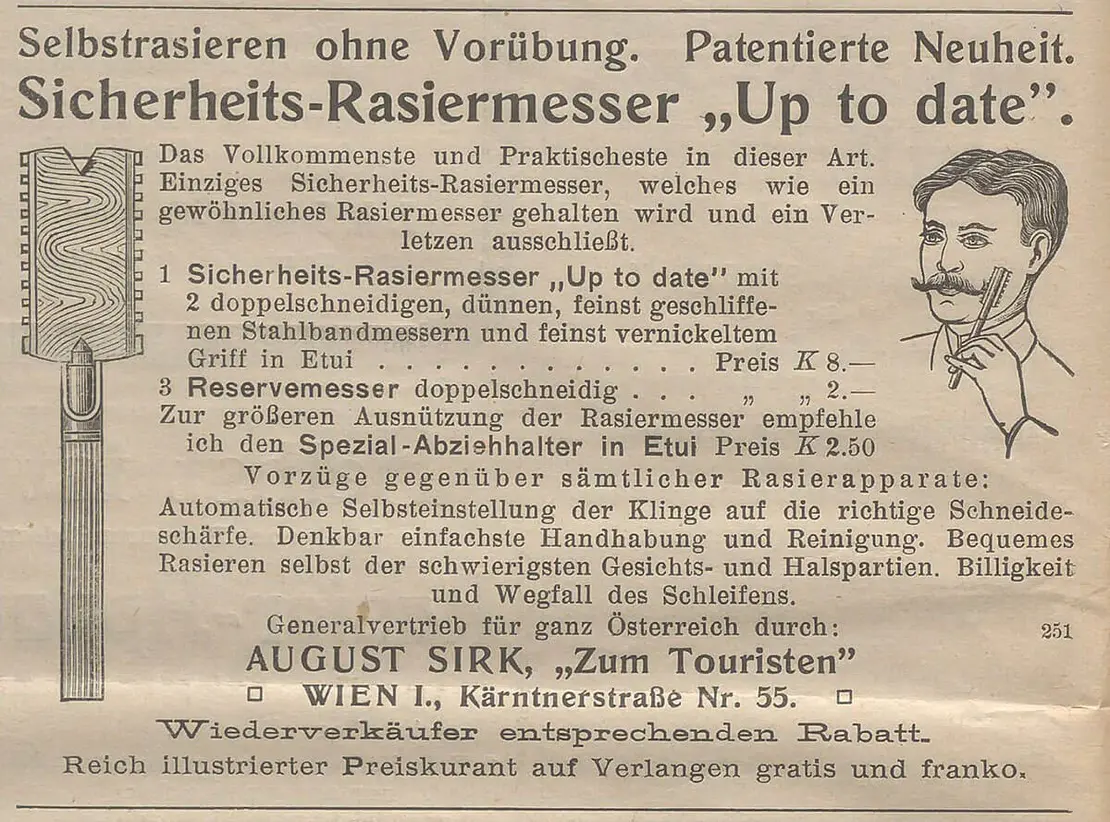 Selbstrasieren ohne Vorübung. Patentierte Neuheit.
Sicherheits-Rasiermesser „Up to date”.
Das Vollkommenste und Praktischeste in dieser Art.
Einziges Sicherheits-Rasiermesser, welches wie ein
gewöhnliches Rasiermesser gehalten wird und ein Ver-
letzen ausschließt.
1 Sicherheits-Rasiermesser „Up to date” mit
2 doppelschneidigen, dünnen, feinst geschliffe-
nen Stahlbandmessern und feinst vernickeltem
Griff in Etui . . . . . . . . . . . . . Preis K 8.—
3 Reservemesser doppelschneidig . . . „ „ 2.—
Zur größeren Ausnützung der Rasiermesser empfehle
ich den Spezial-Abziehhalter in Etui Preis K 2.50
Vorzüge gegenüber sämtlicher Rasierapparate:
Automatische Selbsteinstellung der Klinge auf die richtige Schneide-
schärfe. Denkbar einfachste Handhabung und Reinigung. Bequemes
Rasieren selbst der schwierigsten Gesichts- und Halspartien. Billigkeit
und Wegfall des Schleifens.
Generalvertrieb für ganz Österreich durch:
251
AUGUST SIRK, „Zum Touristen”
WIEN I., Kärntnerstraße Nr. 55.
Wiederverkäufer entsprechenden Rabatt.
Reich illustrierter Preiskurant auf Verlangen gratis und franko.